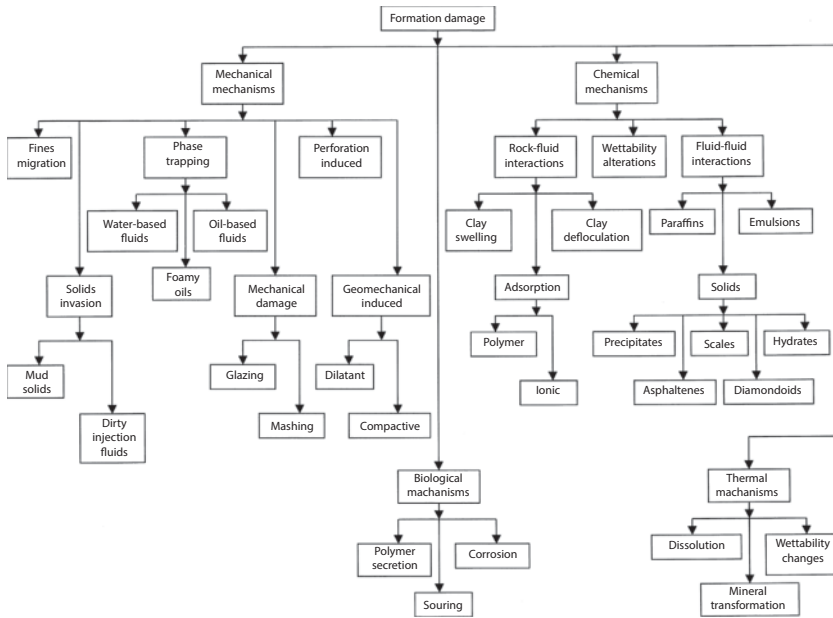 Formation damage
Mechanical
mechanisms
Chemical
mechanisms
Fines
migration
Phase
trapping
Perforation
induced
Rock-fluid
interactions
Wettability
alterations
Fluid-fluid
interactions
Water-based
fluids
Oil-based
fluids
Clay
swelling
Clay
defloculation
Paraffins
Emulsions
Foamy
oils
Solids
invasion
Mechanical
damage
Geomechanical
induced
Adsorption
Solids
Polymer
Precipitates
Scales
Hydrates
Mud
solids
Glazing
Dilatant
Ionic
Asphaltenes
Diamondoids
Dirty
injection
fluids
Mashing
Compactive
Biological
machanisms
Thermal
machanisms
Polymer
secretion
Corrosion
Dissolution
Wettability
changes
Souring
Mineral
transformation